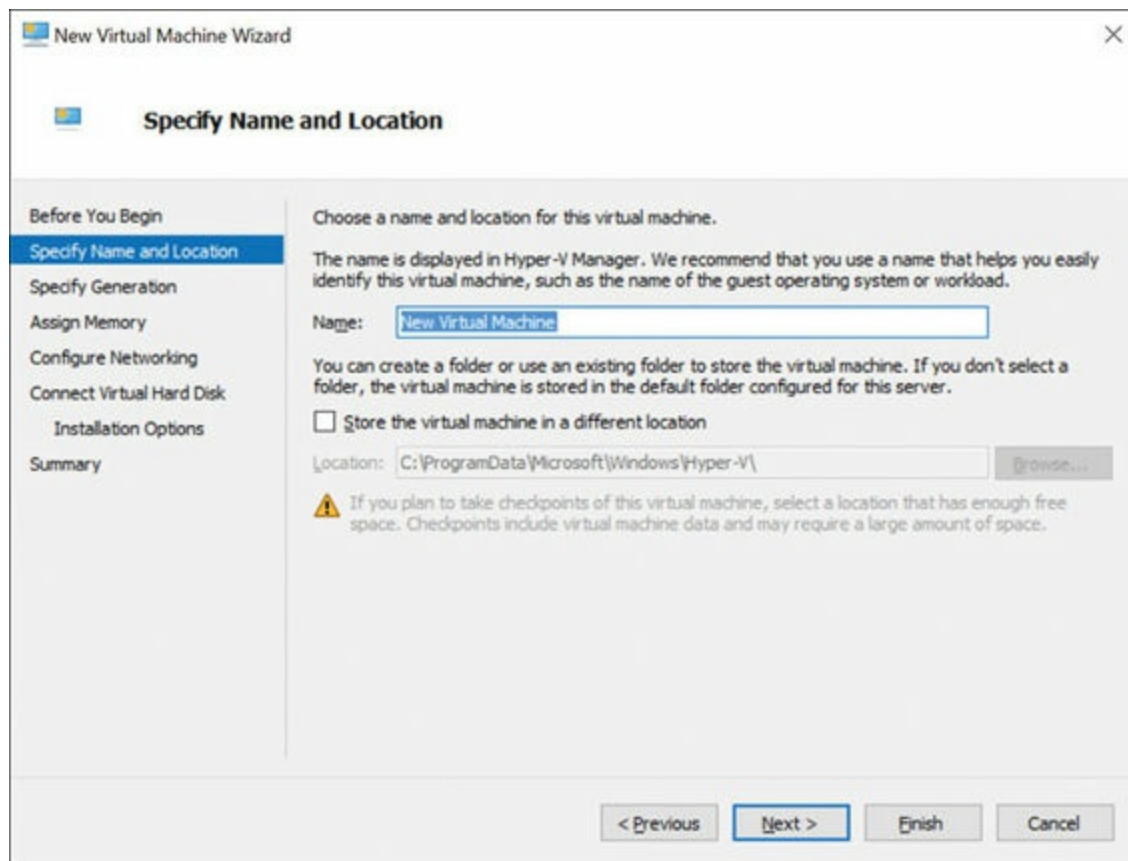 New Virtual Machine Wizard
Specify Name and Location
Before You Begin
Specify Name and Location
Specify Generation
Assign Memory
Configure Networking
Connect Virtual Hard Disk
Installation Options
Summary
Choose a name and location for this virtual machine.
The name is displayed in Hyper-V Manager. We recommend that you use a name that helps you easily
identify this virtual machine, such as the name of the guest operating system or workload.
Name: New Virtual Machine
You can create a folder or use an existing folder to store the virtual machine. If you don't select a
folder, the virtual machine is stored in the default folder configured for this server.
Store the virtual machine in a different location
Location: C:\ProgramData\Microsoft\Windows\Hyper-V\ Browse...
If you plan to take checkpoints of this virtual machine, select a location that has enough free
space. Checkpoints include virtual machine data and may require a large amount of space.
< Previous Next > Finish Cancel